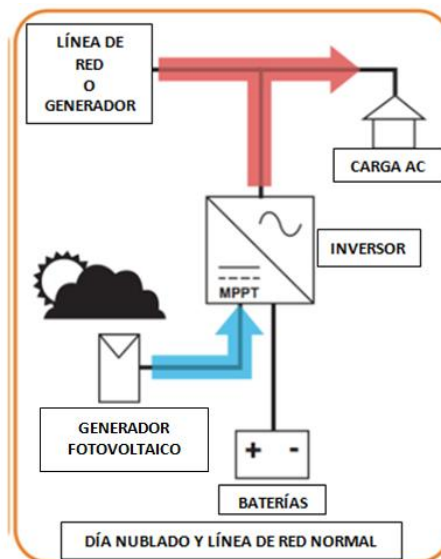 LÍNEA DE
RED
O
GENERADOR
CARGA AC
INVERSOR
MPPT
GENERADOR
FOTOVOLTAICO
+ -
BATERÍAS
DÍA NUBLADO Y LÍNEA DE RED NORMAL